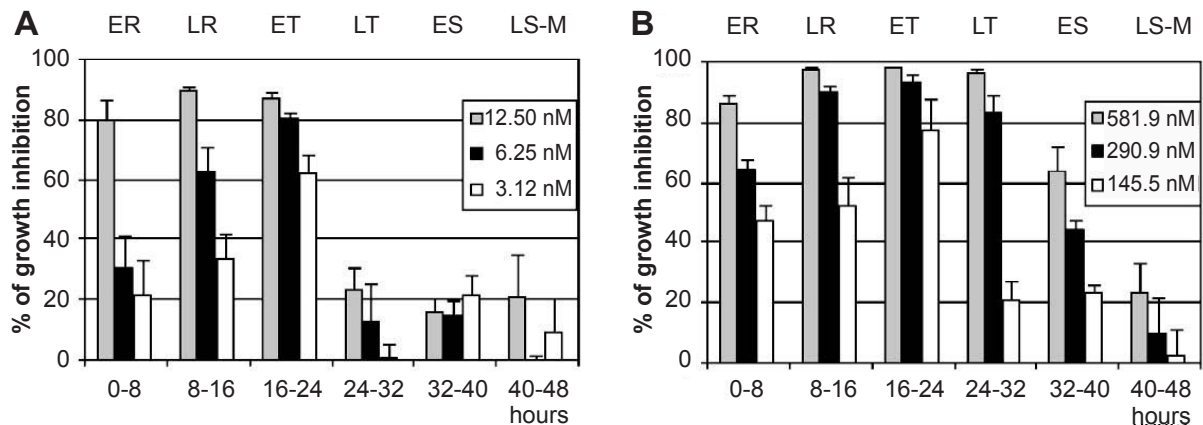 A
ER LR ET LT ES LS-M
% of growth inhibition
100
80
60
40
20
0
12.50 nM
6.25 nM
3.12 nM
0-8 8-16 16-24 24-32 32-40 40-48
hours
B
ER LR ET LT ES LS-M
% of growth inhibition
100
80
60
40
20
0
581.9 nM
290.9 nM
145.5 nM
0-8 8-16 16-24 24-32 32-40 40-48
hours